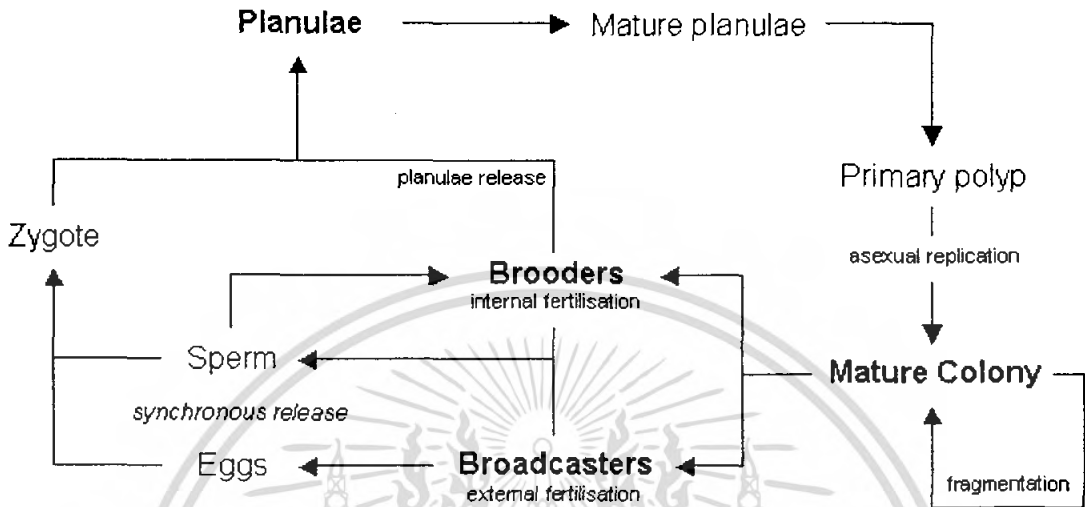 Planulae
Mature planulae
planulae release
Primary polyp
Zygote
asexual replication
Brooders
internal fertilisation
Sperm
Mature Colony
synchronous release
Eggs
Broadcasters
external fertilisation
fragmentation